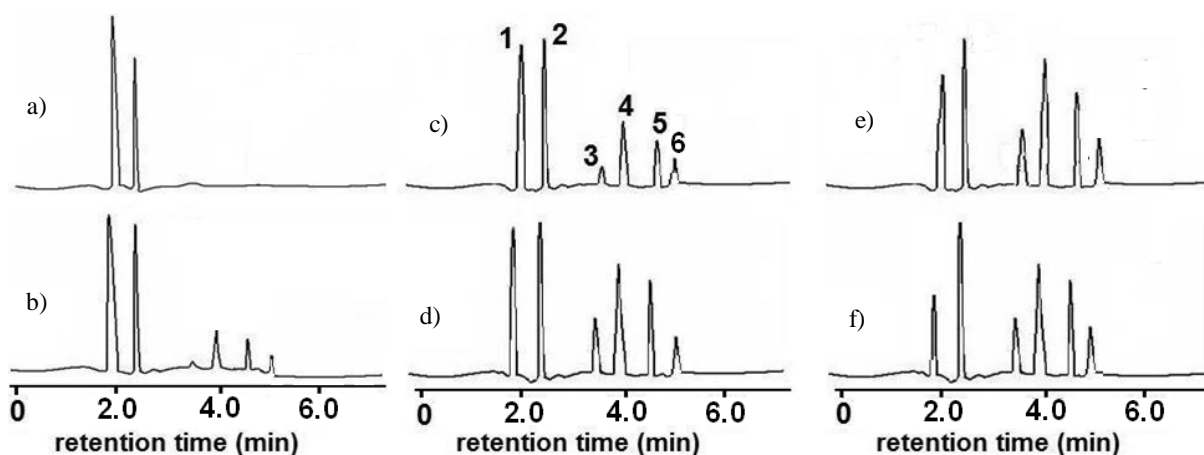 a)
b)
0 2.0 4.0 6.0
retention time (min)
c)
1 2 3 4 5 6
d)
0 2.0 4.0 6.0
retention time (min)
e)
f)
0 2.0 4.0 6.0
retention time (min)